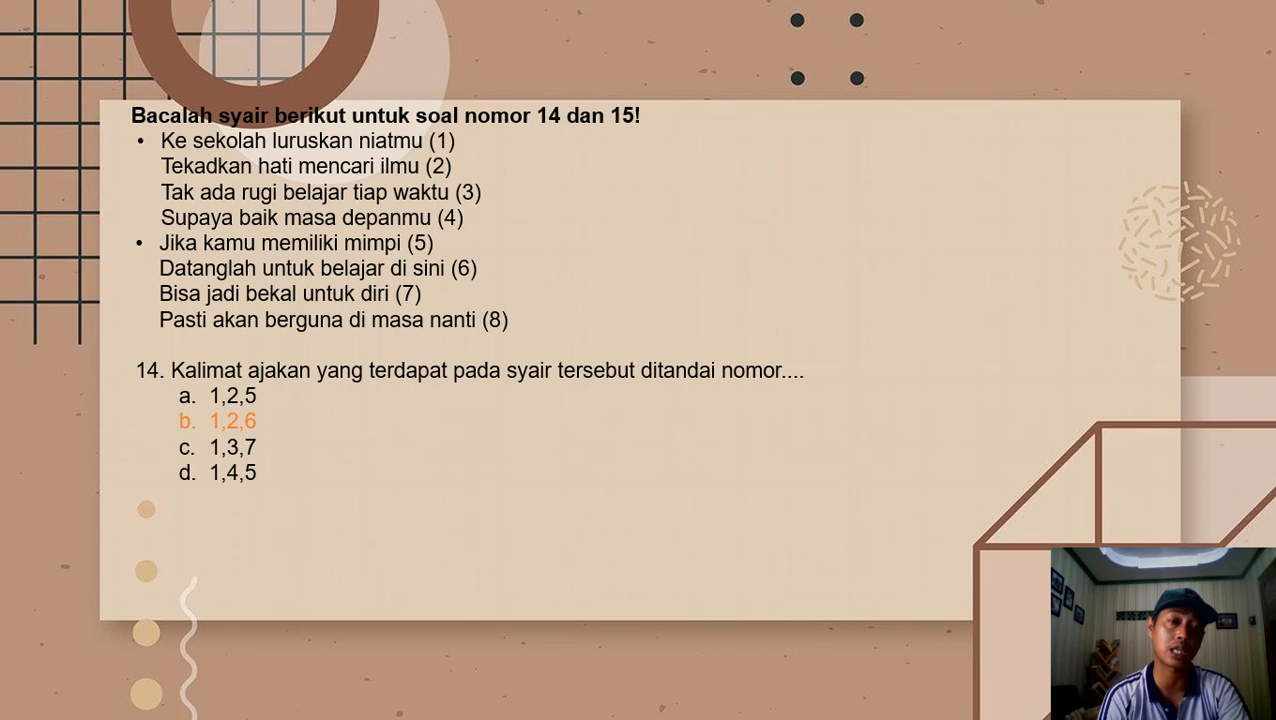 Bacalah syair berikut untuk soal nomor 14 dan 15!
• Ke sekolah luruskan niatmu (1)
Tekadkan hati mencari ilmu (2)
Tak ada rugi belajar tiap waktu (3)
Supaya baik masa depanmu (4)
• Jika kamu memiliki mimpi (5)
Datanglah untuk belajar di sini (6)
Bisa jadi bekal untuk diri (7)
Pasti akan berguna di masa nanti (8)
14. Kalimat ajakan yang terdapat pada syair tersebut ditandai nomor....
a. 1,2,5
b. 1,2,6
c. 1,3,7
d. 1,4,5